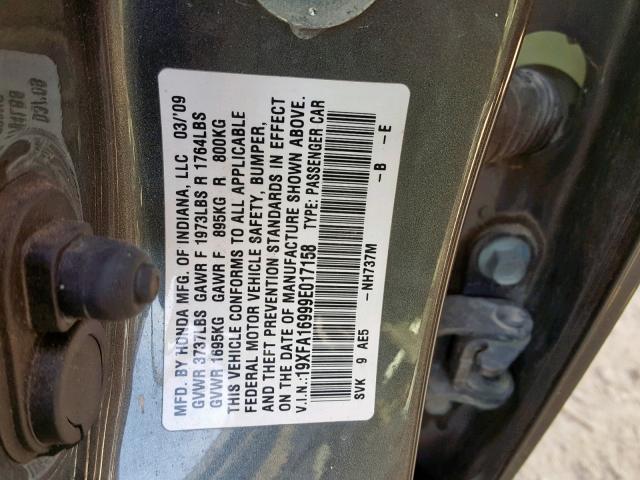 MFD. BY HONDA MFG. OF INDIANA, LLC 03/'09
GVWR 3737LBS GAWR F 1973LBS R 1764LBS
GVWR 1695KG GAWR F 895KG R 800KG
THIS VEHICLE CONFORMS TO ALL APPLICABLE
FEDERAL MOTOR VEHICLE SAFETY, BUMPER,
AND THEFT PREVENTION STANDARDS IN EFFECT
ON THE DATE OF MANUFACTURE SHOWN ABOVE.
V.I.N.:19XFA16999E017158 TYPE: PASSENGER CAR
SVK 9 AE5 -NH737M -B -E